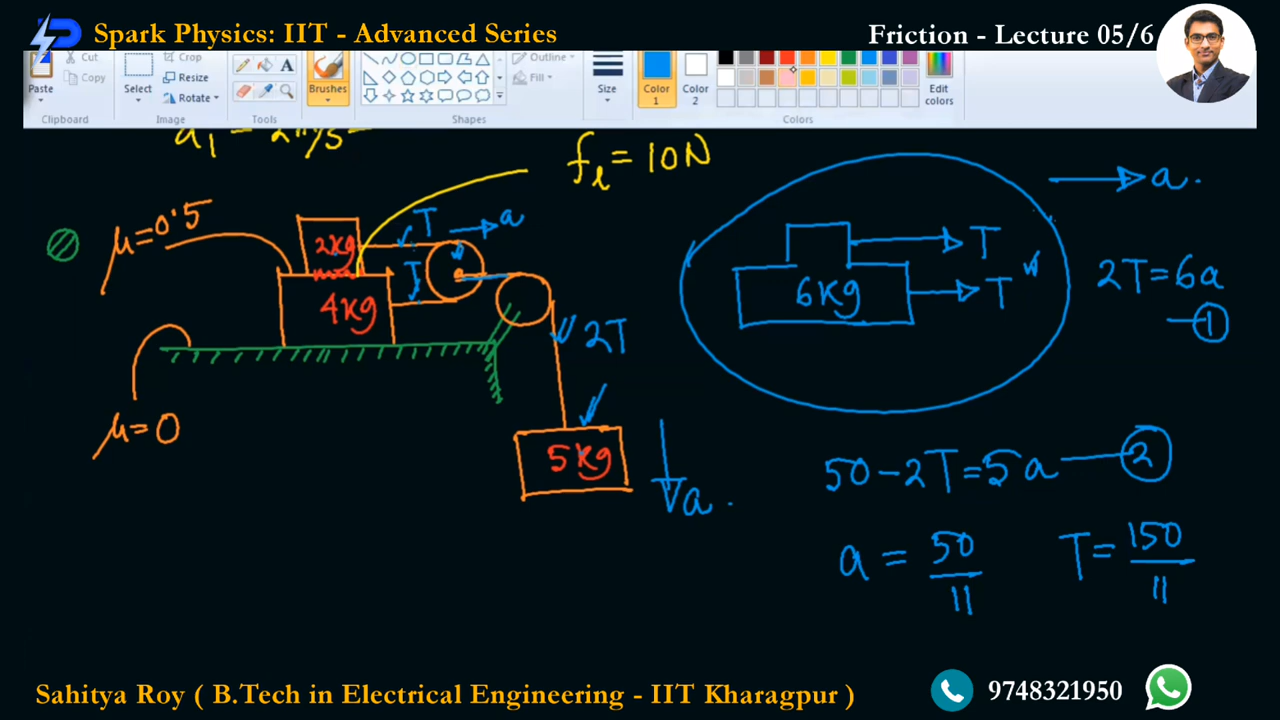 Spark Physics: IIT - Advanced Series
Friction - Lecture 05/6
Cut
Copy
Paste
Clipboard
Select
Crop
Resize
Rotate
Image
A
Tools
Brushes
Shapes
Outline
Fill
Size
Color
1
Color
2
Colors
Edit
colors
a₁ = 2m/s
fₗ = 10N
μ=0.5
2kg
T
a
T
4kg
a
μ=0
2T
5kg
a.
a.
T
6kg
T
2T=6a
—①
50-2T=5a —②
a = 50/11
T = 150/11
Sahitya Roy ( B.Tech in Electrical Engineering - IIT Kharagpur )
9748321950